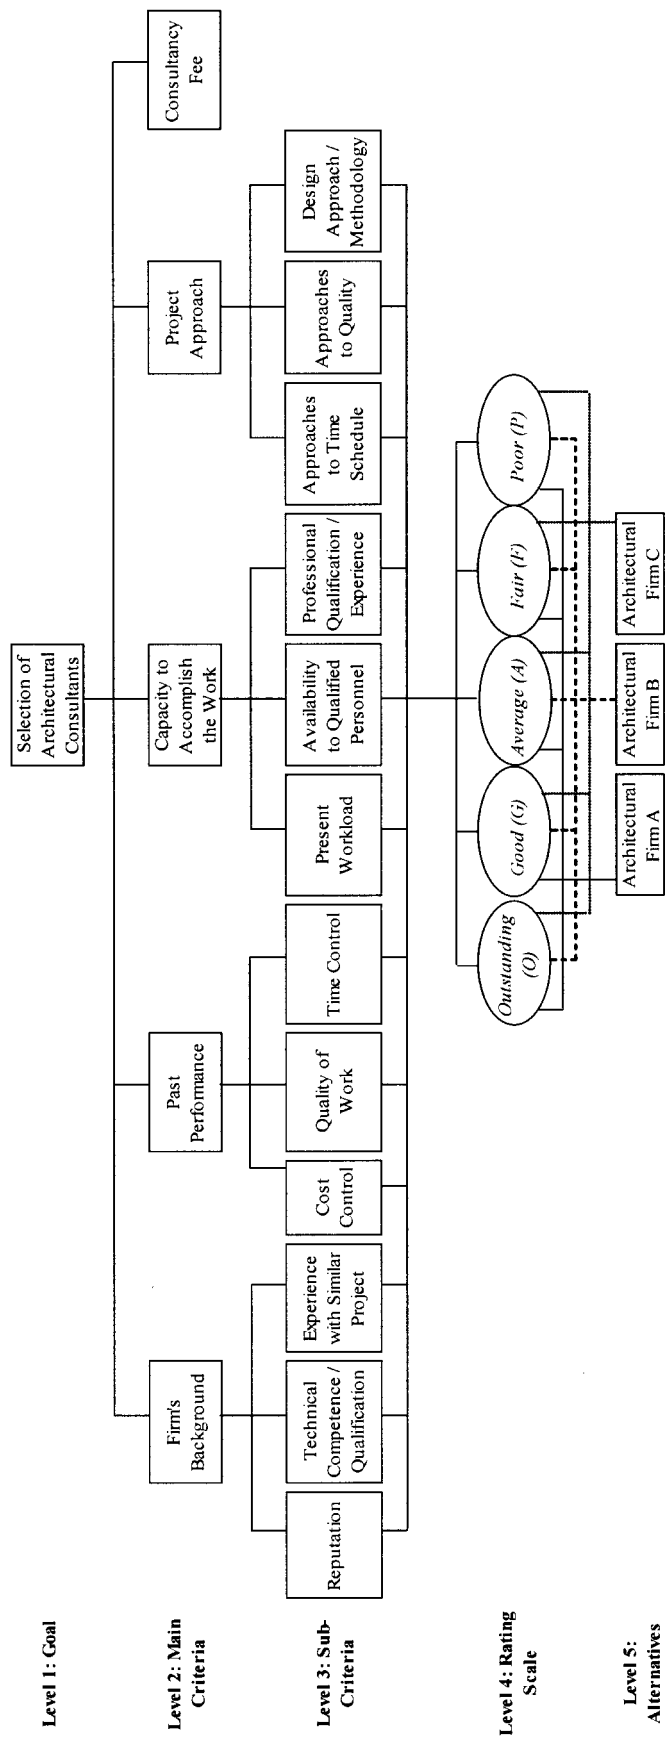 Level 1: Goal
Selection of
Architectural
Consultants
Level 2: Main
Criteria
Firm's
Background
Past
Performance
Capacity to
Accomplish
the Work
Project
Approach
Consultancy
Fee
Level 3: Sub-
Criteria
Reputation
Technical
Competence /
Qualification
Experience
with Similar
Project
Cost
Control
Quality of
Work
Time Control
Present
Workload
Availability
to Qualified
Personnel
Professional
Qualification /
Experience
Approaches
to Time
Schedule
Approaches
to Quality
Design
Approach /
Methodology
Level 4: Rating
Scale
Outstanding
(O)
Good (G)
Average (A)
Fair (F)
Poor (P)
Level 5:
Alternatives
Architectural
Firm A
Architectural
Firm B
Architectural
Firm C